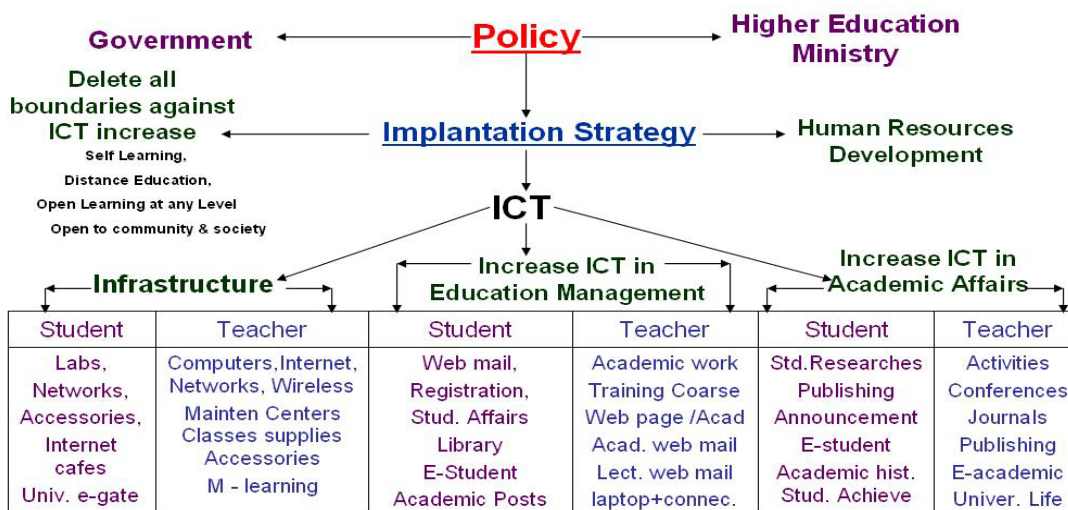 Government
Policy
Higher Education
Ministry
Delete all
boundaries against
ICT increase
Self Learning,
Distance Education,
Open Learning at any Level
Open to community & society
Implantation Strategy
Human Resources
Development
ICT
Infrastructure
Increase ICT in
Education Management
Increase ICT in
Academic Affairs
Student
Labs,
Networks,
Accessories,
Internet
cafes
Univ. e-gate
Teacher
Computers,Internet,
Networks, Wireless
Mainten Centers
Classes supplies
Accessories
M - learning
Student
Web mail,
Registration,
Stud. Affairs
Library
E-Student
Academic Posts
Teacher
Academic work
Training Coarse
Web page /Acad
Acad. web mail
Lect. web mail
laptop+connec.
Student
Std.Researches
Publishing
Announcement
E-student
Academic hist.
Stud. Achieve
Teacher
Activities
Conferences
Journals
Publishing
E-academic
Univer. Life